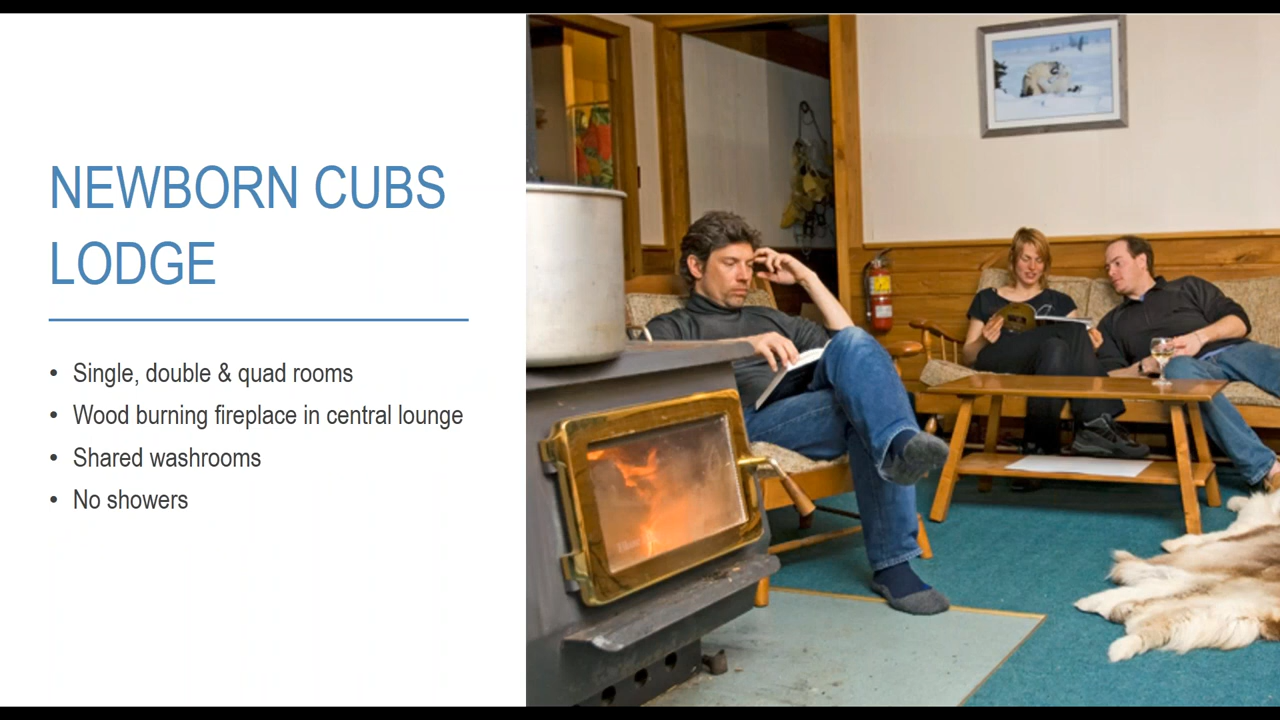 NEWBORN CUBS
LODGE
• Single, double & quad rooms
• Wood burning fireplace in central lounge
• Shared washrooms
• No showers